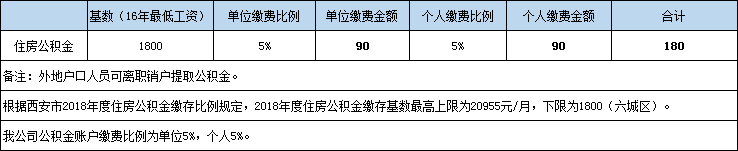 基数（16年最低工资） 单位缴费比例 单位缴费金额 个人缴费比例 个人缴费金额 合计
住房公积金 1800 5% 90 5% 90 180
备注：外地户口人员可离职销户提取公积金。
根据西安市2018年度住房公积金缴存比例规定，2018年度住房公积金缴存基数最高上限为20955元/月，下限为1800（六城区）。
我公司公积金账户缴费比例为单位5%，个人5%。